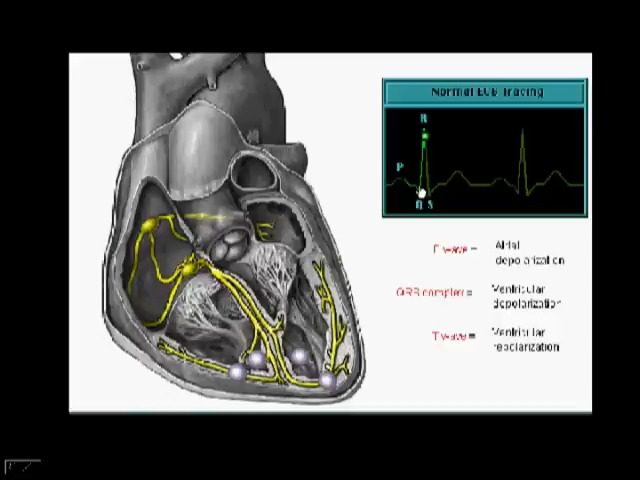 Normal ECG Tracing
R
P
Q S
P wave = Atrial
depolarization
QRS complex = Ventricular
depolarization
T wave = Ventricular
repolarization